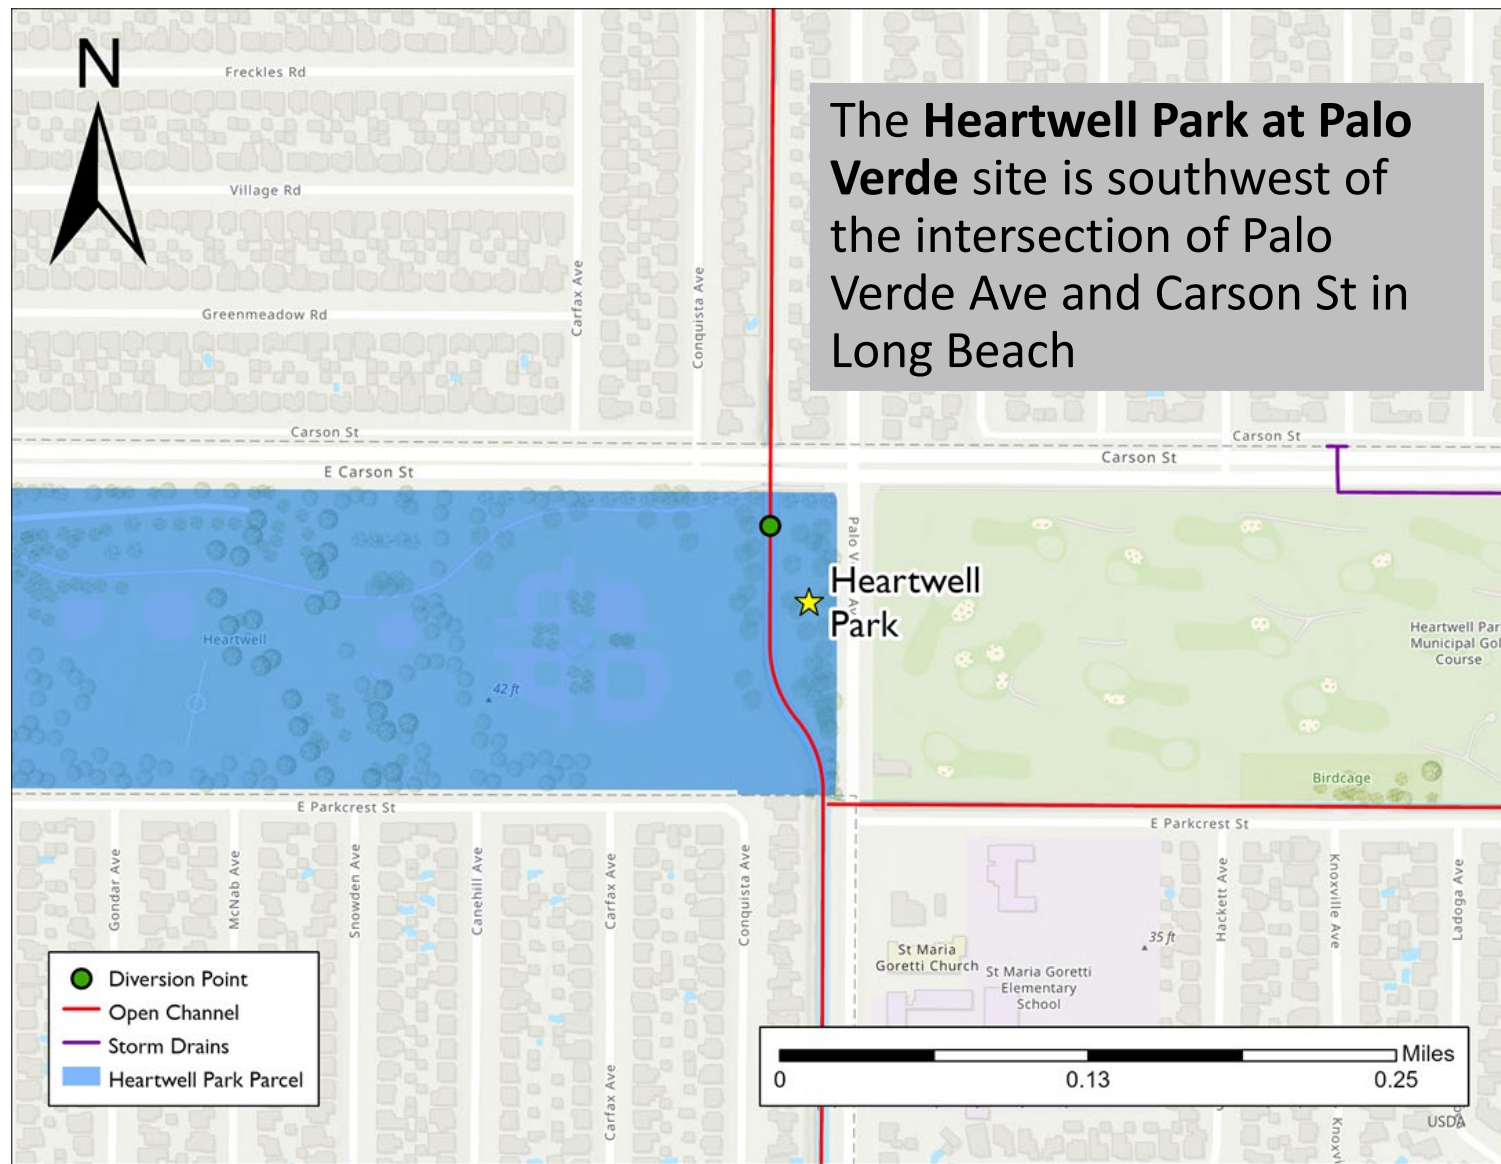 N
Freckles Rd
Village Rd
Greenmeadow Rd
Carfax Ave
Conquista Ave
The Heartwell Park at Palo
Verde site is southwest of
the intersection of Palo
Verde Ave and Carson St in
Long Beach
Carson St
E Carson St
Carson St
Carson St
Palo V
Av
Heartwell
Park
Heartwell
42 ft
Heartwell Par
Municipal Gol
Course
Birdcage
E Parkcrest St
E Parkcrest St
Gondar Ave
McNab Ave
Snowden Ave
Canehill Ave
Carfax Ave
Conquista Ave
Hackett Ave
Knoxville Ave
Ladoga Ave
St Maria
Goretti Church
St Maria Goretti
Elementary
School
35 ft
Diversion Point
Open Channel
Storm Drains
Heartwell Park Parcel
Carfax Ave
Miles
0
0.13
0.25
Knoxv
USDA